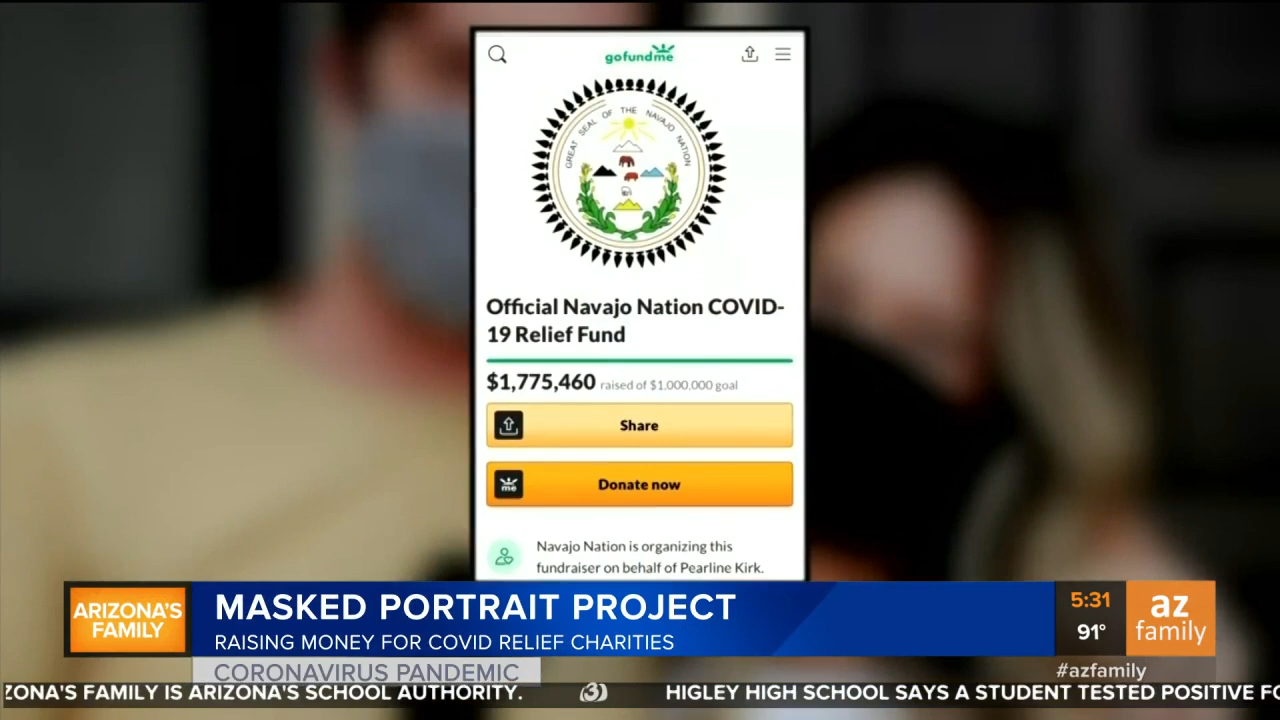 gofundme
GREAT SEAL OF THE NAVAJO NATION
Official Navajo Nation COVID-
19 Relief Fund
$1,775,460 raised of $1,000,000 goal
Share
me
Donate now
Navajo Nation is organizing this
fundraiser on behalf of Pearline Kirk.
ARIZONA'S
FAMILY
MASKED PORTRAIT PROJECT
RAISING MONEY FOR COVID RELIEF CHARITIES
5:31
91°
az
family
CORONAVIRUS PANDEMIC
#azfamily
ZONA'S FAMILY IS ARIZONA'S SCHOOL AUTHORITY. 3 HIGLEY HIGH SCHOOL SAYS A STUDENT TESTED POSITIVE FO